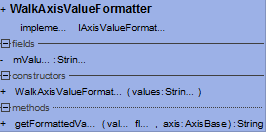 + WalkAxisValueFormatter
impleme... IAxisValueFormat...
fields
- mValu... : Strin...
constructors
+ WalkAxisValueFormat... ( values:Strin... )
methods
+ getFormattedVa... ( val... fl... , axis:AxisBase) : String